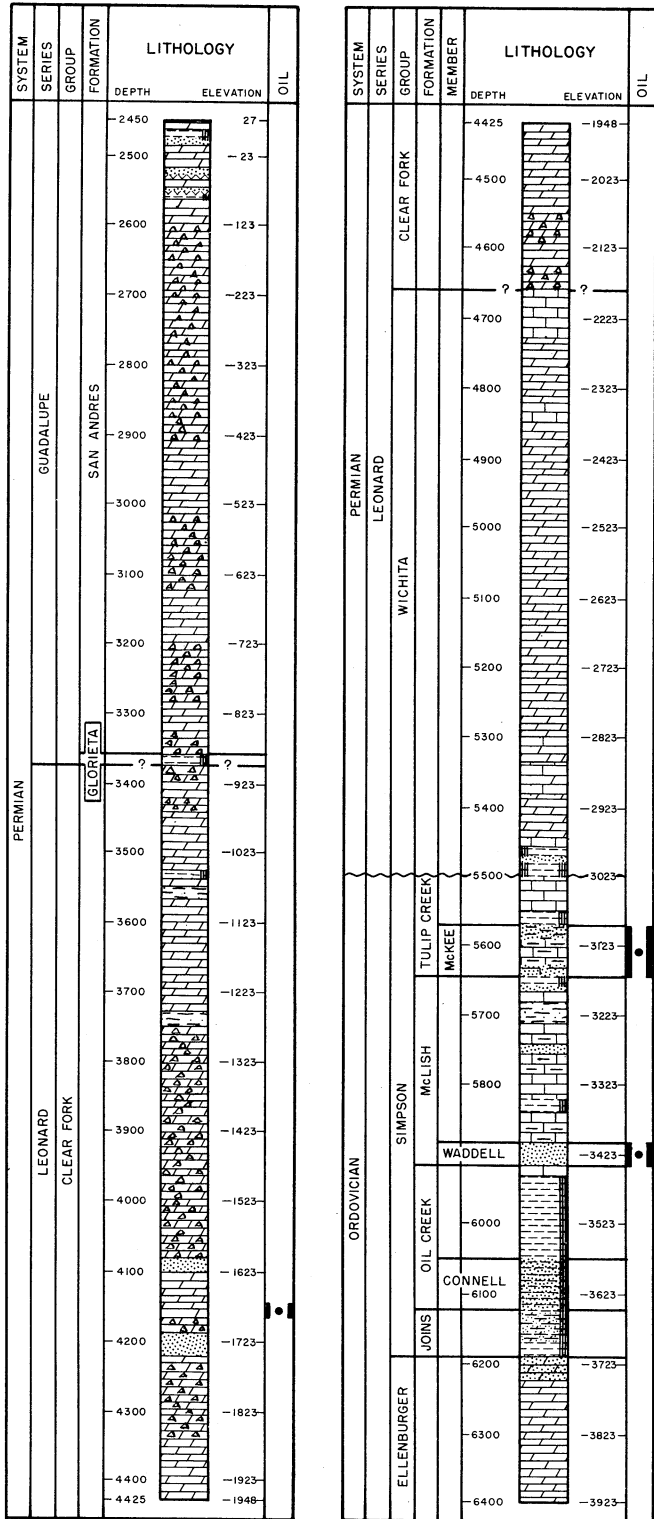 SYSTEM
SERIES
GROUP
FORMATION
LITHOLOGY
DEPTH
ELEVATION
OIL
2450 27
2500 -23
2600 -123
2700 -223
2800 -323
2900 -423
3000 -523
3100 -623
3200 -723
3300 -823
? ?
3400 -923
3500 -1023
3600 -1123
3700 -1223
3800 -1323
3900 -1423
4000 -1523
4100 -1623
4200 -1723
4300 -1823
4400 -1923
4425 -1948
PERMIAN
GUADALUPE
LEONARD
CLEAR FORK
SAN ANDRES
GLORIETA
SYSTEM
SERIES
GROUP
FORMATION
MEMBER
LITHOLOGY
DEPTH
ELEVATION
OIL
4425 -1948
4500 -2023
4600 -2123
? ?
4700 -2223
4800 -2323
4900 -2423
5000 -2523
5100 -2623
5200 -2723
5300 -2823
5400 -2923
5500 -3023
5600 -3123
5700 -3223
5800 -3323
-3423
6000 -3523
6100 -3623
6200 -3723
6300 -3823
6400 -3923
PERMIAN
ORDOVICIAN
LEONARD
CLEAR FORK
WICHITA
SIMPSON
ELLENBURGER
TULIP CREEK
McLISH
OIL CREEK
JOINS
McKEE
WADDELL
CONNELL